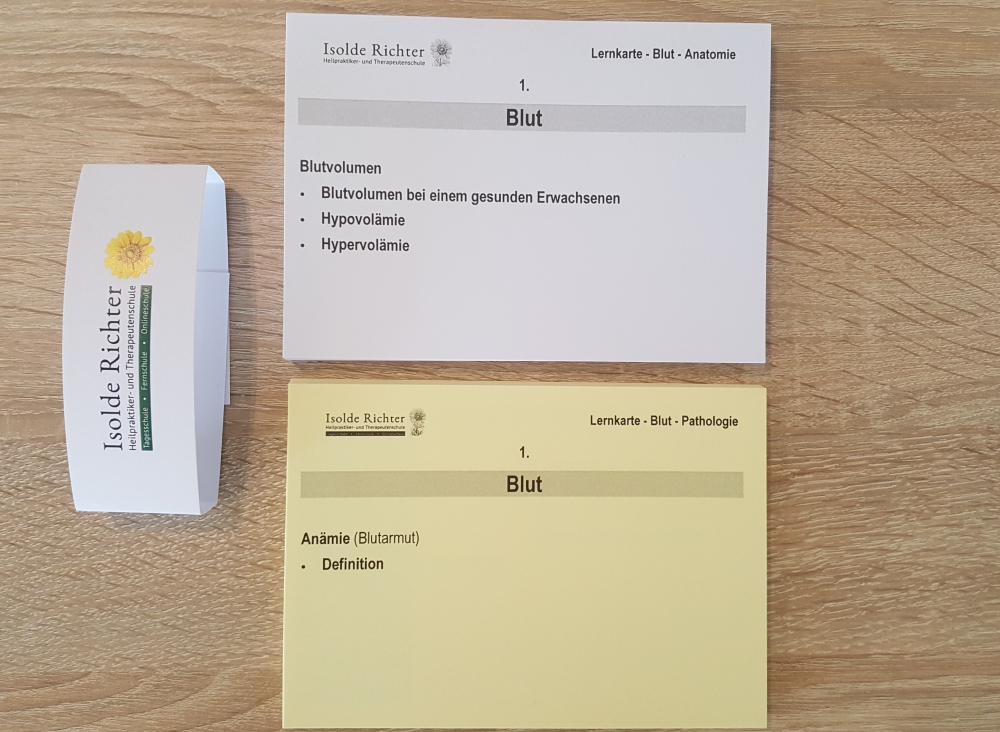 Isolde Richter
Heilpraktiker- und Therapeutenschule
Tagesschule • Fernschule • Onlineschule
Isolde Richter
Heilpraktiker- und Therapeutenschule
Lernkarte - Blut - Anatomie
1.
Blut
Blutvolumen
• Blutvolumen bei einem gesunden Erwachsenen
• Hypovolämie
• Hypervolämie
Isolde Richter
Heilpraktiker- und Therapeutenschule
Lernkarte - Blut - Pathologie
1.
Blut
Anämie (Blutarmut)
• Definition